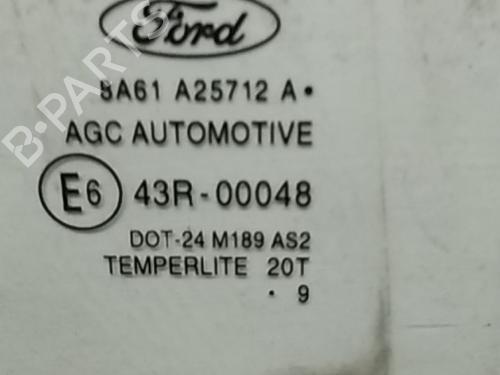 Ford
8A61 A25712 A•
AGC AUTOMOTIVE
E6 43R-00048
DOT-24 M189 AS2
TEMPERLITE 20T
. 9
B-PARTS